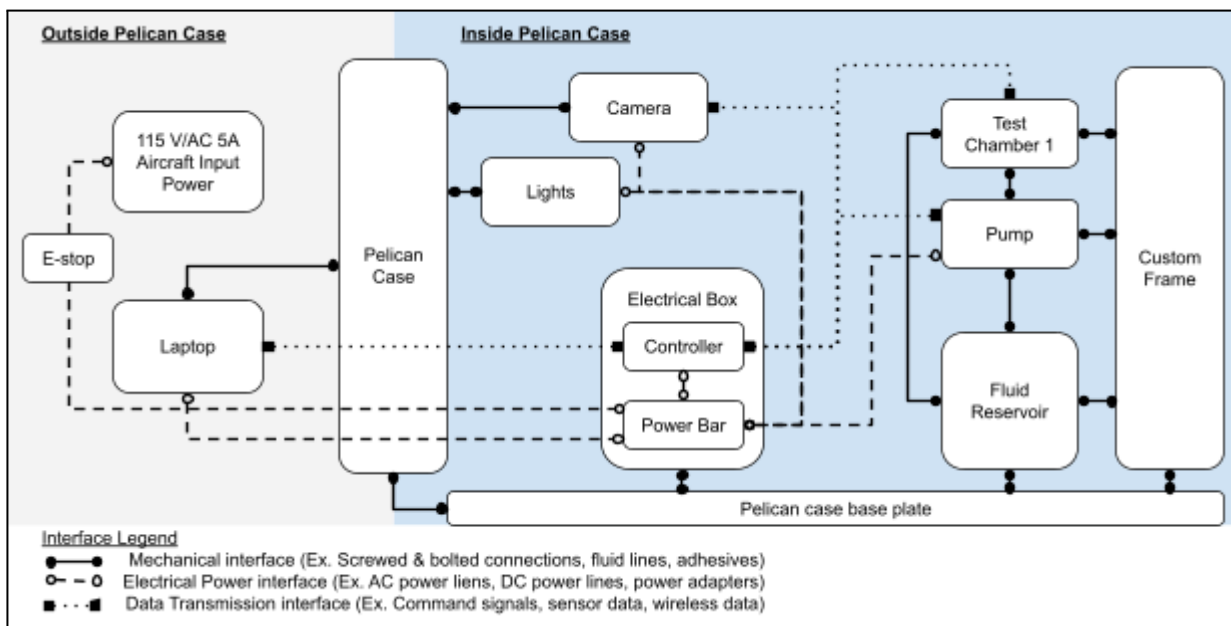 Outside Pelican Case
Inside Pelican Case
115 V/AC 5A
Aircraft Input
Power
E-stop
Laptop
Pelican
Case
Camera
Lights
Electrical Box
Controller
Power Bar
Test
Chamber 1
Pump
Fluid
Reservoir
Custom
Frame
Pelican case base plate
Interface Legend
Mechanical interface (Ex. Screwed & bolted connections, fluid lines, adhesives)
Electrical Power interface (Ex. AC power liens, DC power lines, power adapters)
Data Transmission interface (Ex. Command signals, sensor data, wireless data)